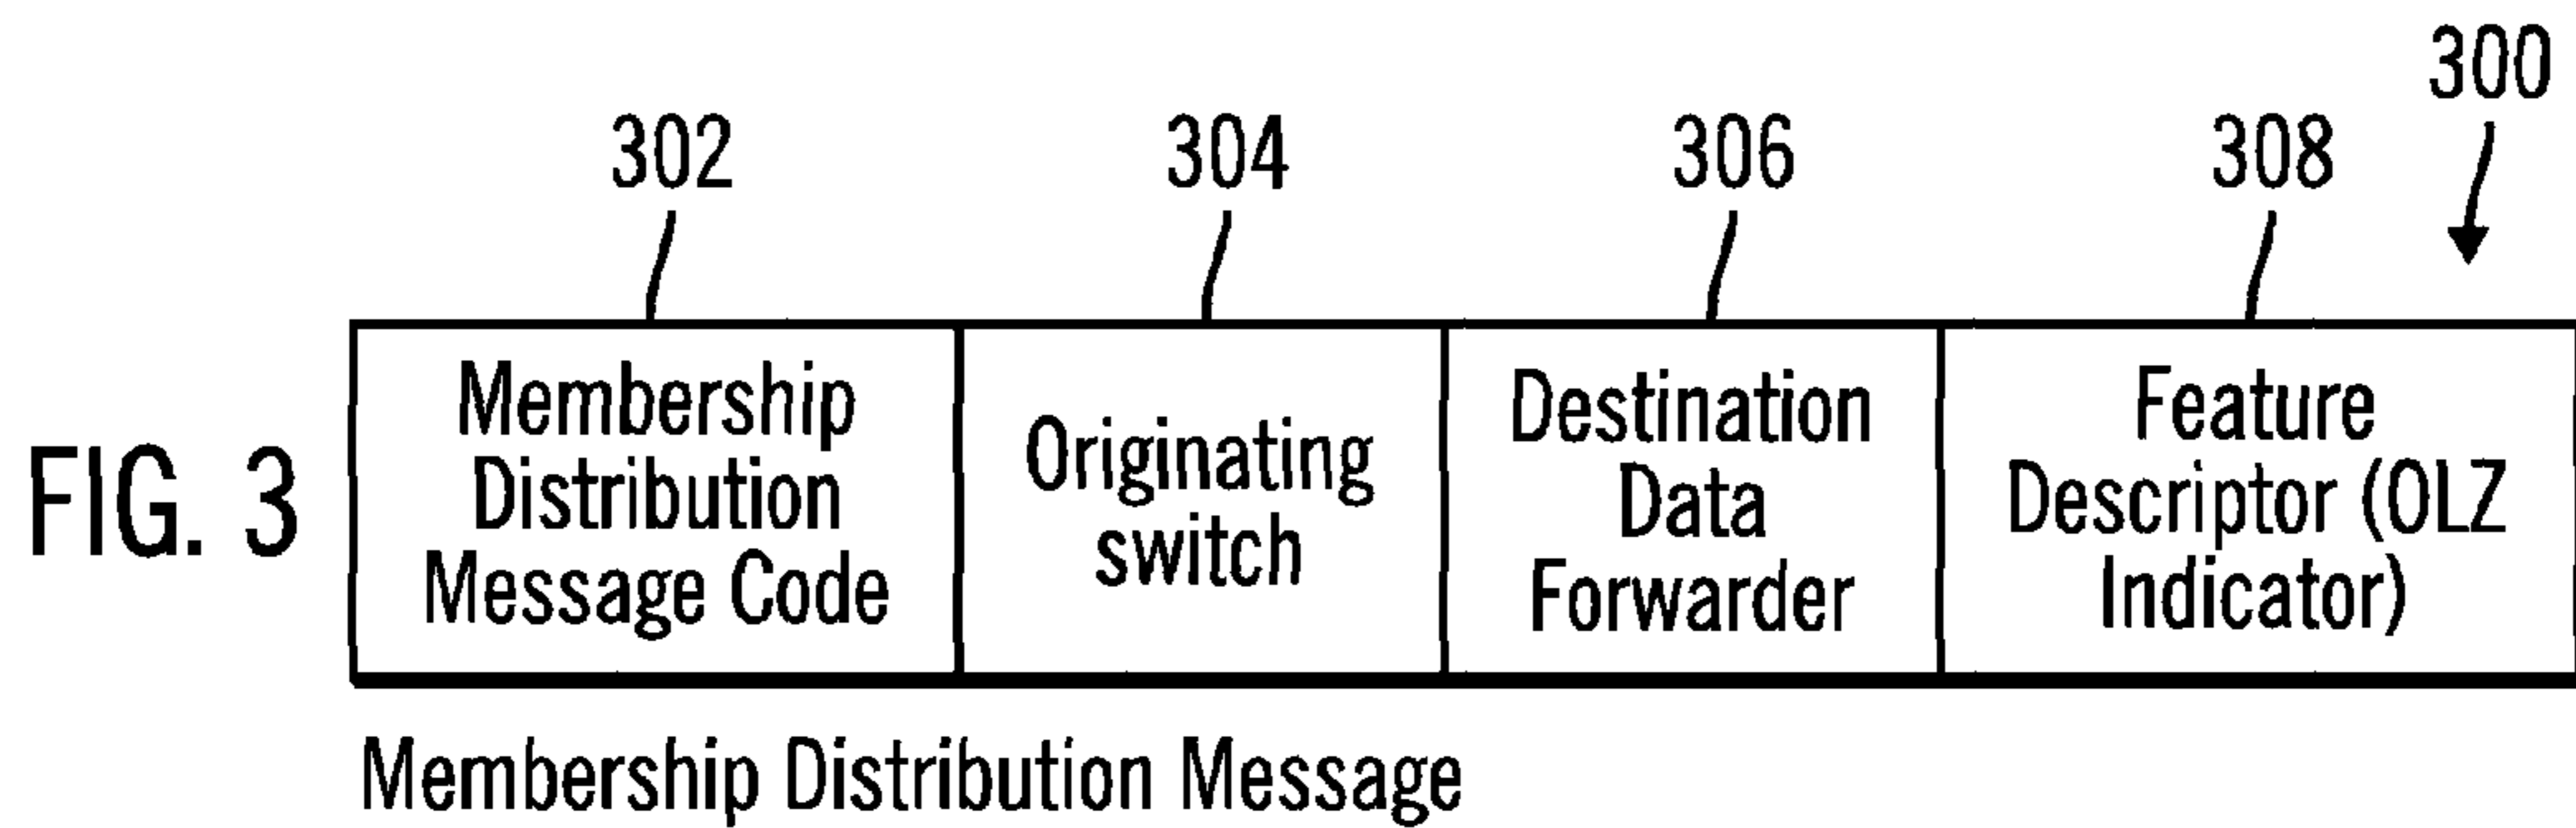 300
302
304
306
308
FIG. 3
Membership
Distribution
Message Code
Originating
switch
Destination
Data
Forwarder
Feature
Descriptor (OLZ
Indicator)
Membership Distribution Message